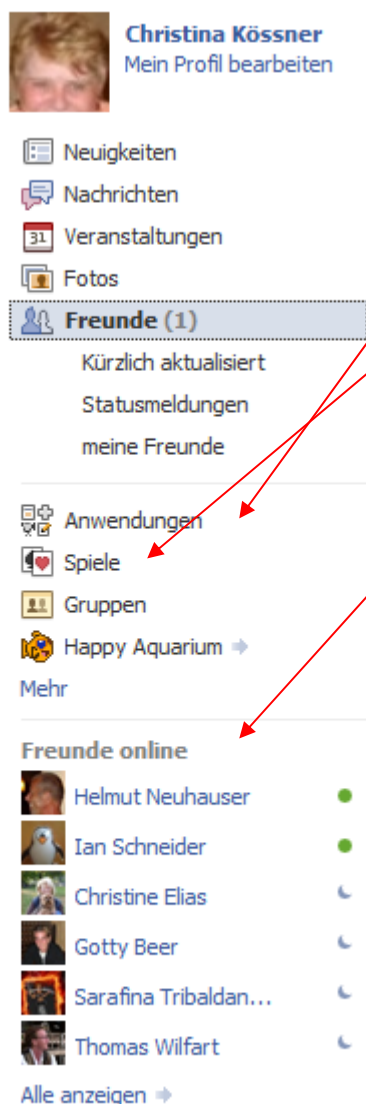 Christina Kössner
Mein Profil bearbeiten
Neuigkeiten
Nachrichten
31 Veranstaltungen
Fotos
Freunde (1)
Kürzlich aktualisiert
Statusmeldungen
meine Freunde
Anwendungen
Spiele
Gruppen
Happy Aquarium
Mehr
Freunde online
Helmut Neuhauser
Ian Schneider
Christine Elias
Gotty Beer
Sarafina Tribaldan...
Thomas Wilfart
Alle anzeigen